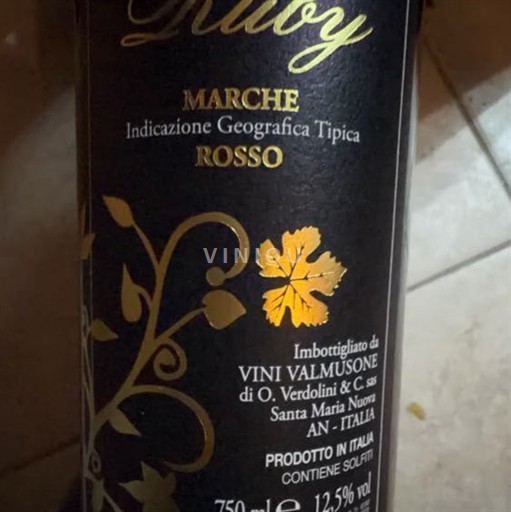 Ruby
MARCHE
Indicazione Geografica Tipica
ROSSO
VINIOU
Imbottigliato da
VINI VALMUSONE
di O. Verdolini & C. sas
Santa Maria Nuova
AN - ITALIA
PRODOTTO IN ITALIA
CONTIENE SOLFITI
750 ml e 12,5% vol